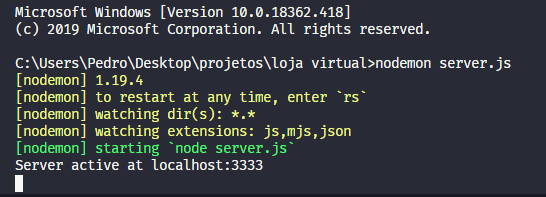 Microsoft Windows [Version 10.0.18362.418]
(c) 2019 Microsoft Corporation. All rights reserved.
C:\Users\Pedro\Desktop\projetos\loja virtual>nodemon server.js
[nodemon] 1.19.4
[nodemon] to restart at any time, enter `rs`
[nodemon] watching dir(s): *.*
[nodemon] watching extensions: js,mjs,json
[nodemon] starting `node server.js`
Server active at localhost:3333